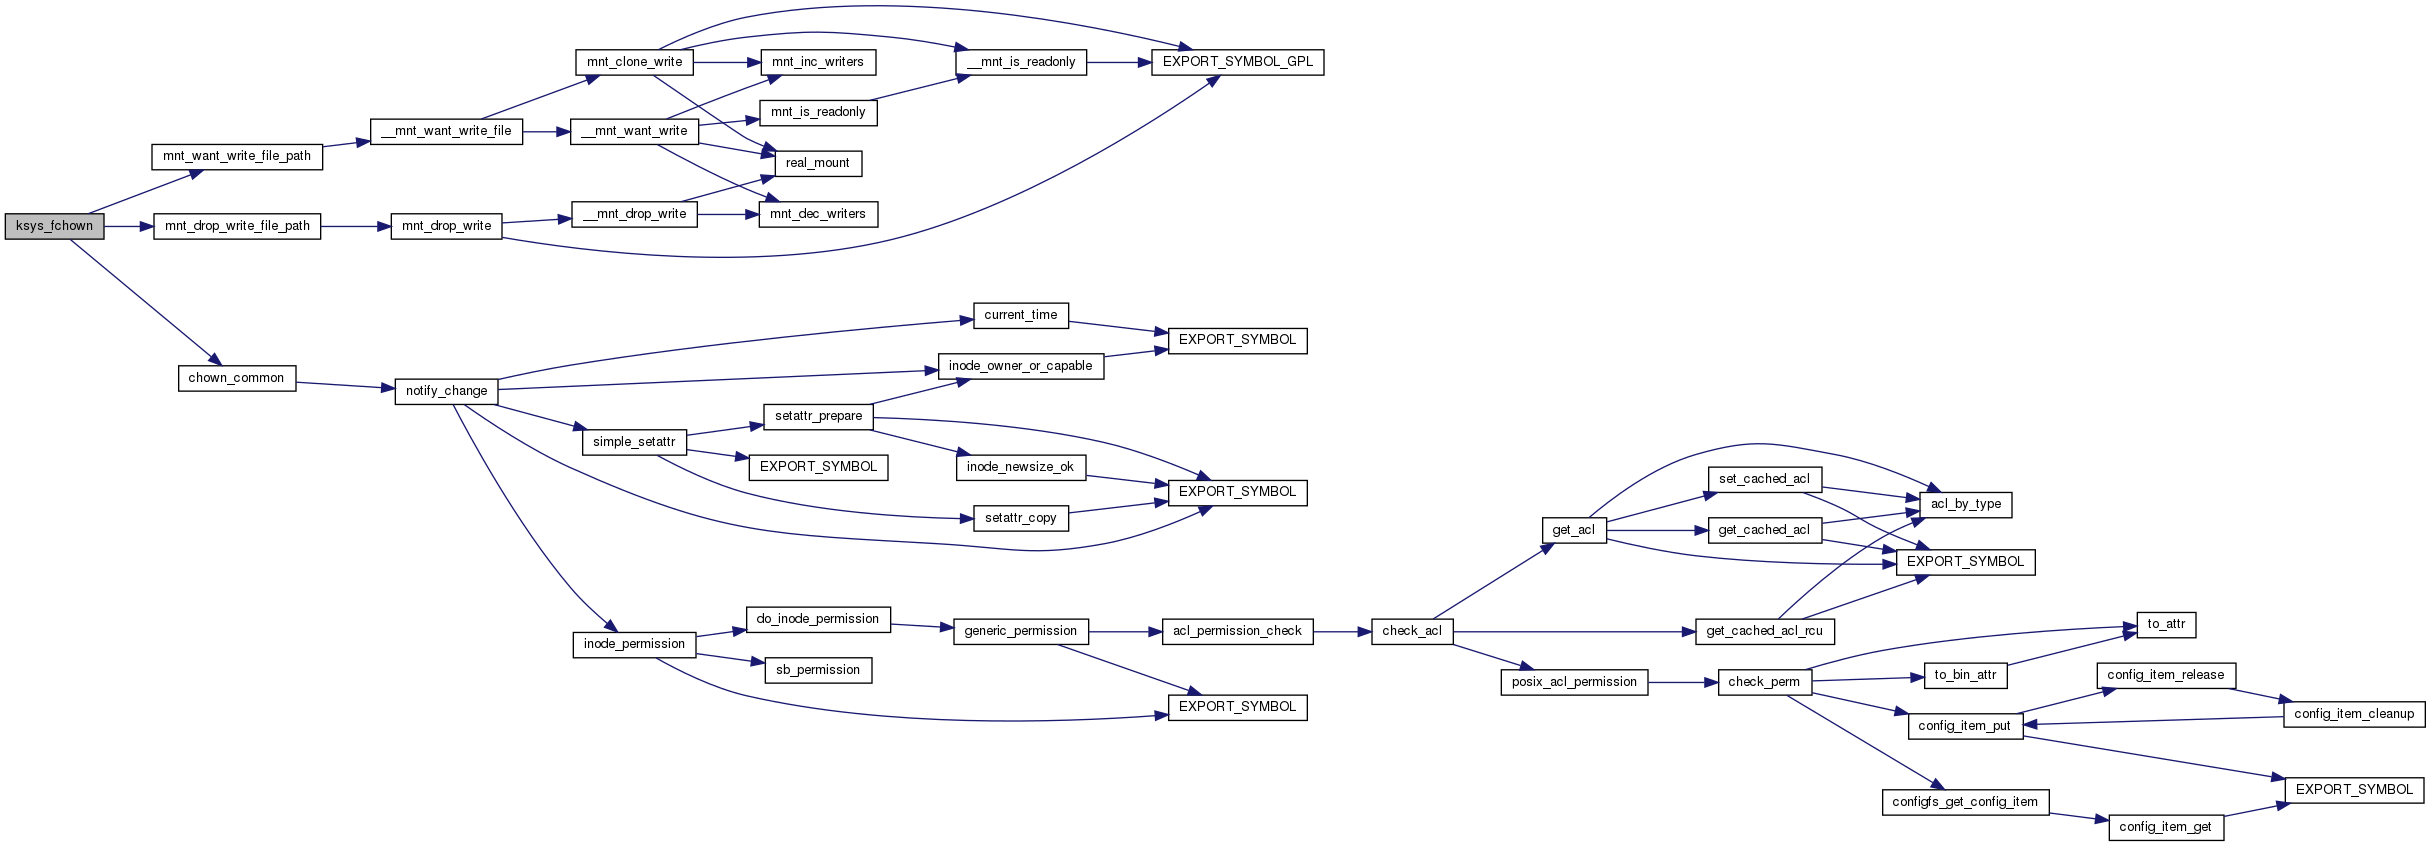 ksys_fchown
mnt_want_write_file_path
mnt_drop_write_file_path
chown_common
__mnt_want_write_file
mnt_drop_write
notify_change
mnt_clone_write
__mnt_want_write
__mnt_drop_write
simple_setattr
inode_permission
mnt_inc_writers
mnt_is_readonly
real_mount
mnt_dec_writers
setattr_prepare
EXPORT_SYMBOL
do_inode_permission
sb_permission
__mnt_is_readonly
current_time
inode_owner_or_capable
inode_newsize_ok
setattr_copy
generic_permission
EXPORT_SYMBOL_GPL
EXPORT_SYMBOL
EXPORT_SYMBOL
acl_permission_check
EXPORT_SYMBOL
check_acl
get_acl
posix_acl_permission
set_cached_acl
get_cached_acl
get_cached_acl_rcu
check_perm
acl_by_type
EXPORT_SYMBOL
to_bin_attr
config_item_put
configfs_get_config_item
to_attr
config_item_release
config_item_get
config_item_cleanup
EXPORT_SYMBOL